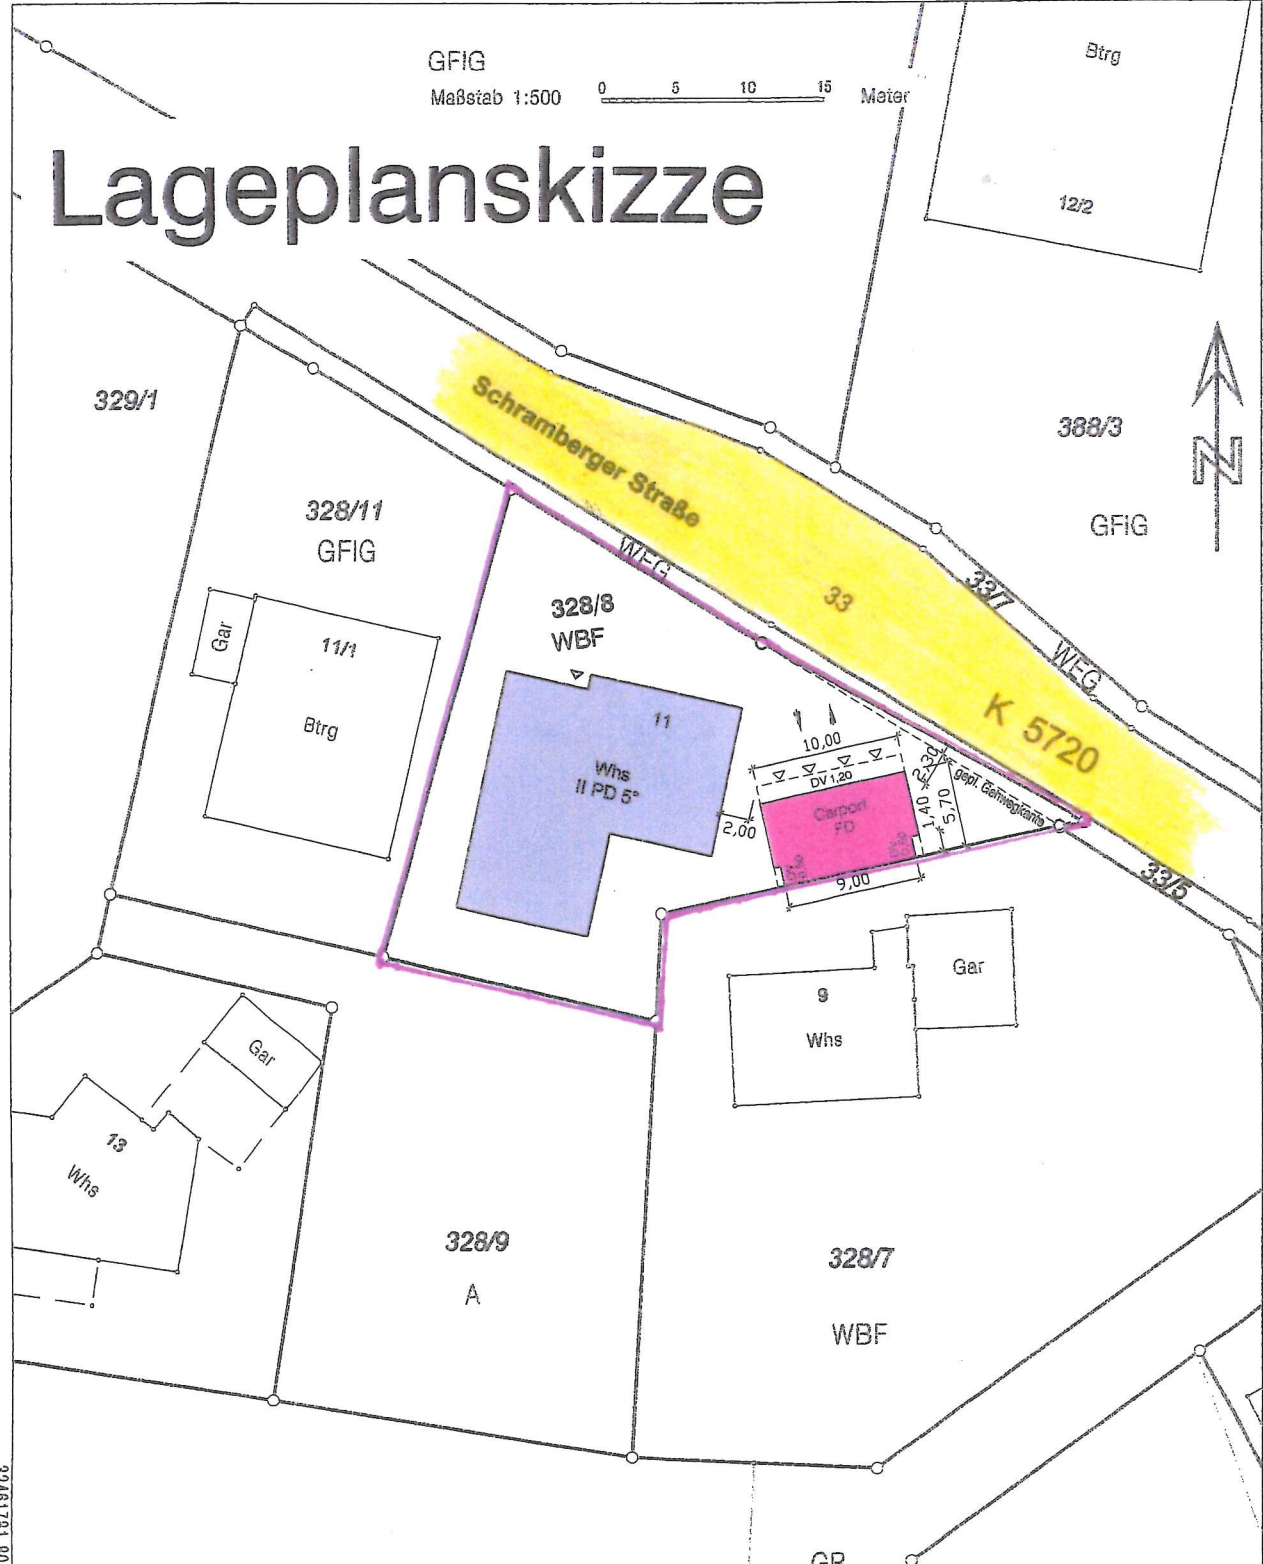 GFIG
Maßstab 1:500
0 5 10 15 Meter
Btrg
12/2
Lageplanskizze
329/1
388/3
N
GFIG
Schramberger Straße
328/11
GFIG
WEG
33
33/7
WEG
328/8
WBF
Gar
11/1
Btrg
11
Whs
II PD 5°
K 5720
10,00
DV 1,20
2,30
gepl. Gehwegkante
1,40
5,70
Carport
FD
2,00
9,00
33/5
Gar
9
Whs
Gar
13
Whs
328/9
A
328/7
WBF
GR